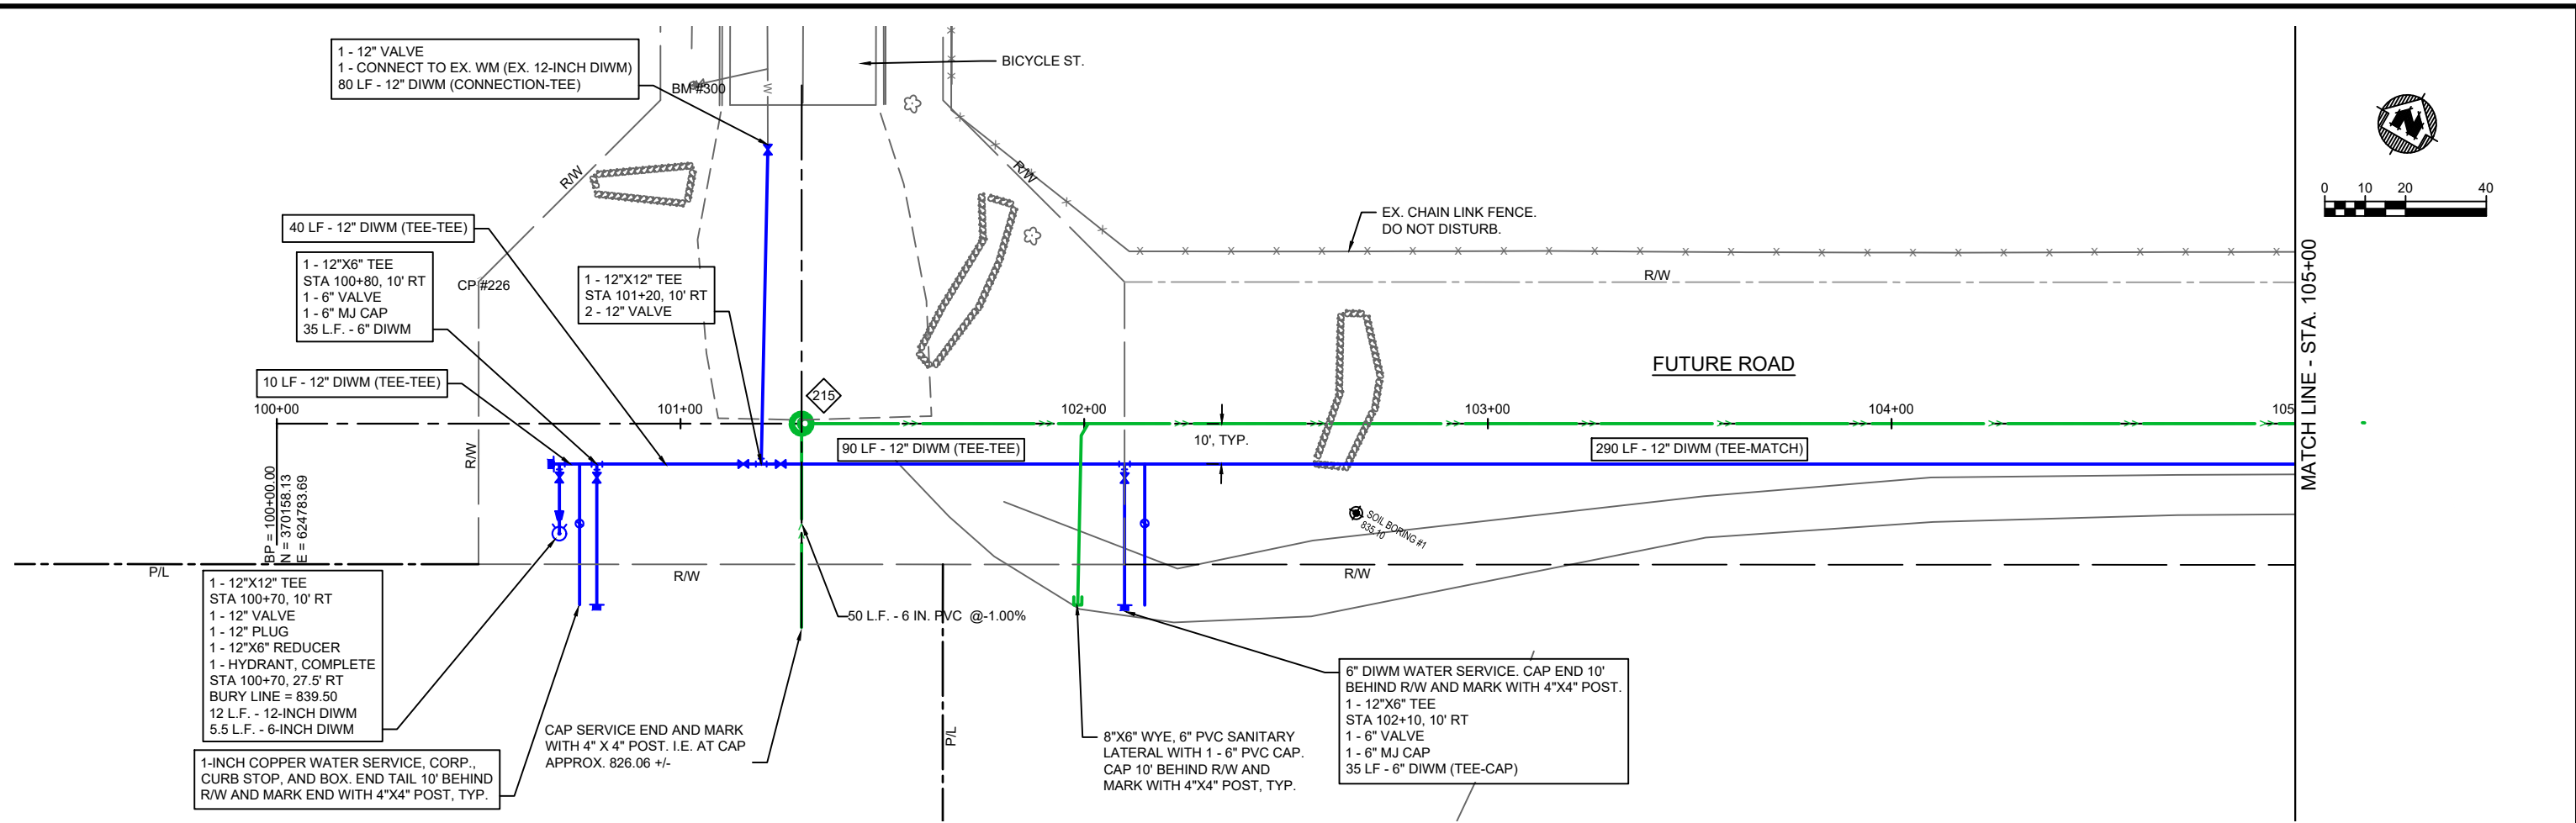 1 - 12" VALVE
1 - CONNECT TO EX. WM (EX. 12-INCH DIWM)
80 LF - 12" DIWM (CONNECTION-TEE)
BM #300
W
BICYCLE ST.
R/W
R/W
0 10 20 40
40 LF - 12" DIWM (TEE-TEE)
EX. CHAIN LINK FENCE.
DO NOT DISTURB.
1 - 12"X6" TEE
STA 100+80, 10' RT
1 - 6" VALVE
1 - 6" MJ CAP
35 L.F. - 6" DIWM
CP #226
1 - 12"X12" TEE
STA 101+20, 10' RT
2 - 12" VALVE
R/W
FUTURE ROAD
MATCH LINE - STA. 105+00
10 LF - 12" DIWM (TEE-TEE)
215
100+00
101+00
102+00
103+00
104+00
105
R/W
90 LF - 12" DIWM (TEE-TEE)
10', TYP.
290 LF - 12" DIWM (TEE-MATCH)
BP = 100+00.00
N = 370158.13
E = 624783.69
SOIL BORING #1
835.10
P/L
R/W
R/W
1 - 12"X12" TEE
STA 100+70, 10' RT
1 - 12" VALVE
1 - 12" PLUG
1 - 12"X6" REDUCER
1 - HYDRANT, COMPLETE
STA 100+70, 27.5' RT
BURY LINE = 839.50
12 L.F. - 12-INCH DIWM
5.5 L.F. - 6-INCH DIWM
50 L.F. - 6 IN. PVC @-1.00%
6" DIWM WATER SERVICE. CAP END 10'
BEHIND R/W AND MARK WITH 4"X4" POST.
1 - 12"X6" TEE
STA 102+10, 10' RT
1 - 6" VALVE
1 - 6" MJ CAP
35 LF - 6" DIWM (TEE-CAP)
CAP SERVICE END AND MARK
WITH 4" X 4" POST. I.E. AT CAP
APPROX. 826.06 +/-
P/L
8"X6" WYE, 6" PVC SANITARY
LATERAL WITH 1 - 6" PVC CAP.
CAP 10' BEHIND R/W AND
MARK WITH 4"X4" POST, TYP.
1-INCH COPPER WATER SERVICE, CORP.,
CURB STOP, AND BOX. END TAIL 10' BEHIND
R/W AND MARK END WITH 4"X4" POST, TYP.